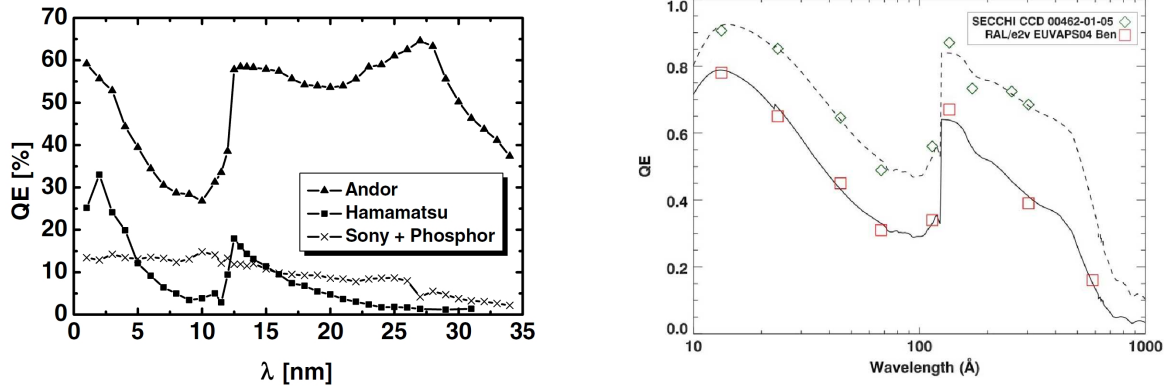 70
60
50
40
30
20
10
0
QE [%]
0 5 10 15 20 25 30 35
λ [nm]
Andor
Hamamatsu
Sony + Phosphor
1.0
0.8
0.6
0.4
0.2
0.0
QE
10 100 1000
Wavelength (Å)
SECCHI CCD 00462-01-05
RAL/e2v EUVAPS04 Ben